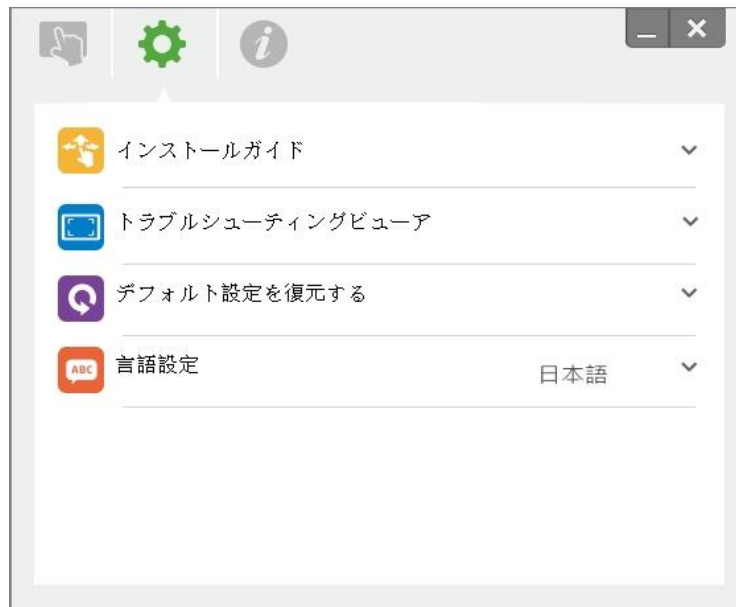 インストールガイド
トラブルシューティングビューア
デフォルト設定を復元する
ABC
言語設定
日本語